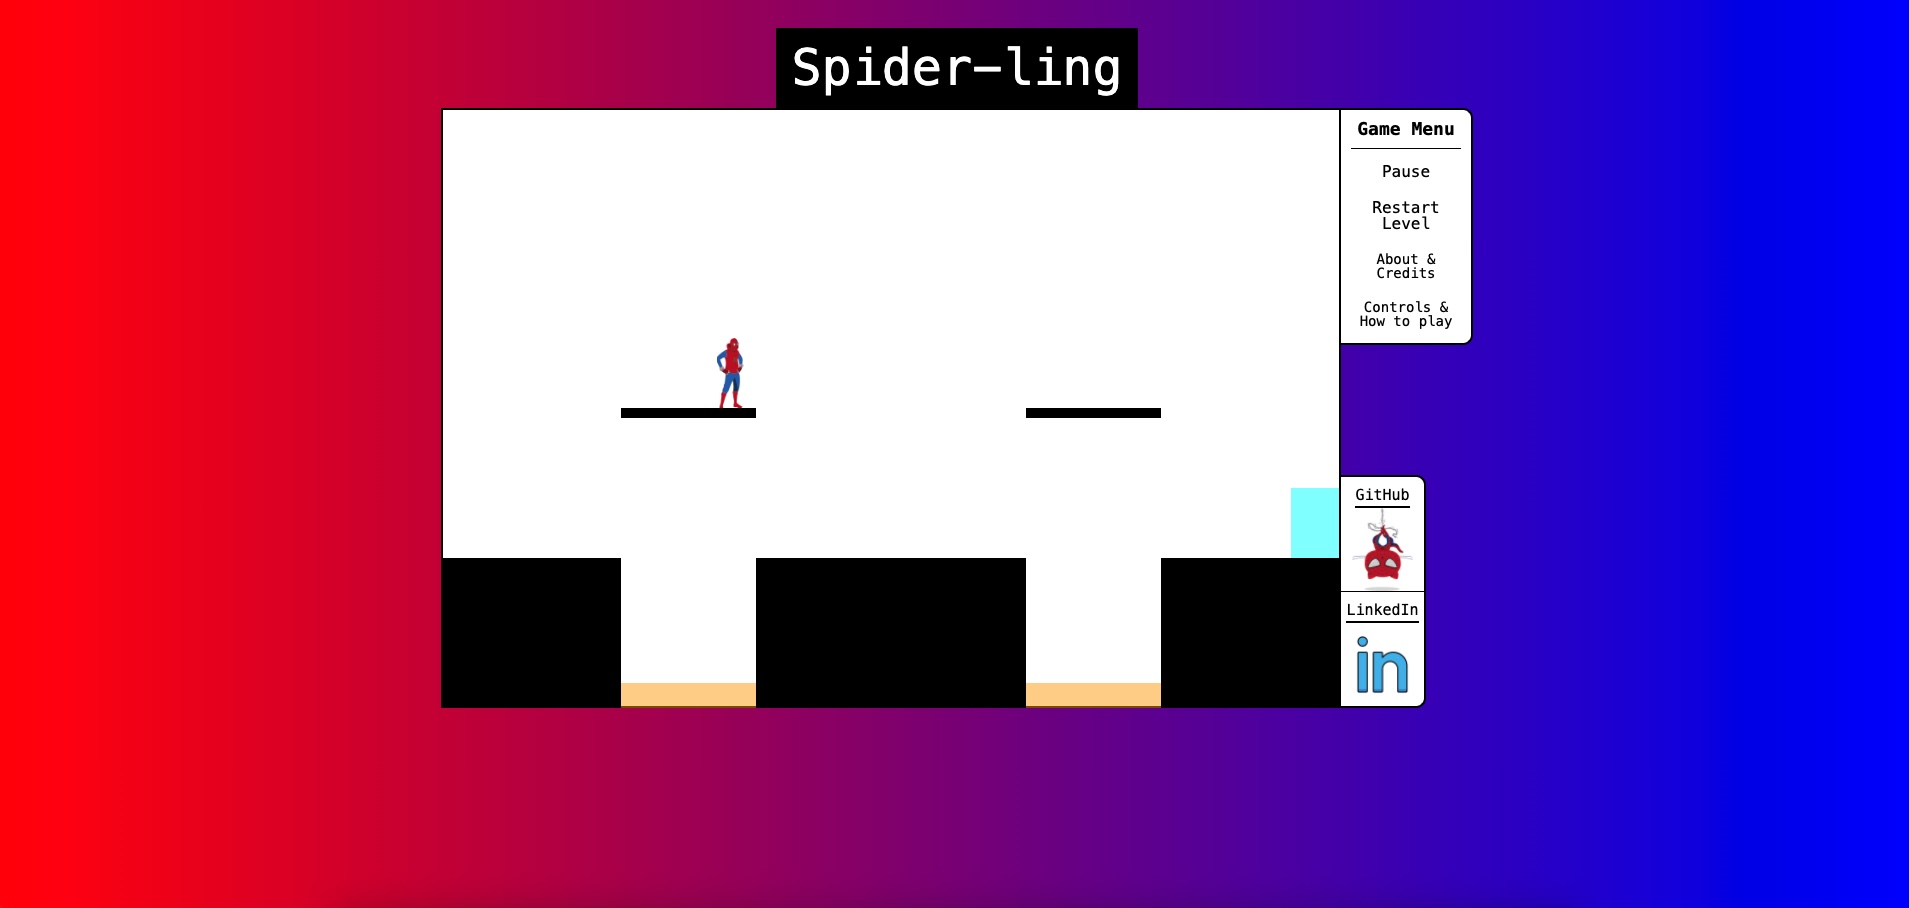 Spider-ling
Game Menu
Pause
Restart
Level
About &
Credits
Controls &
How to play
GitHub
LinkedIn
in